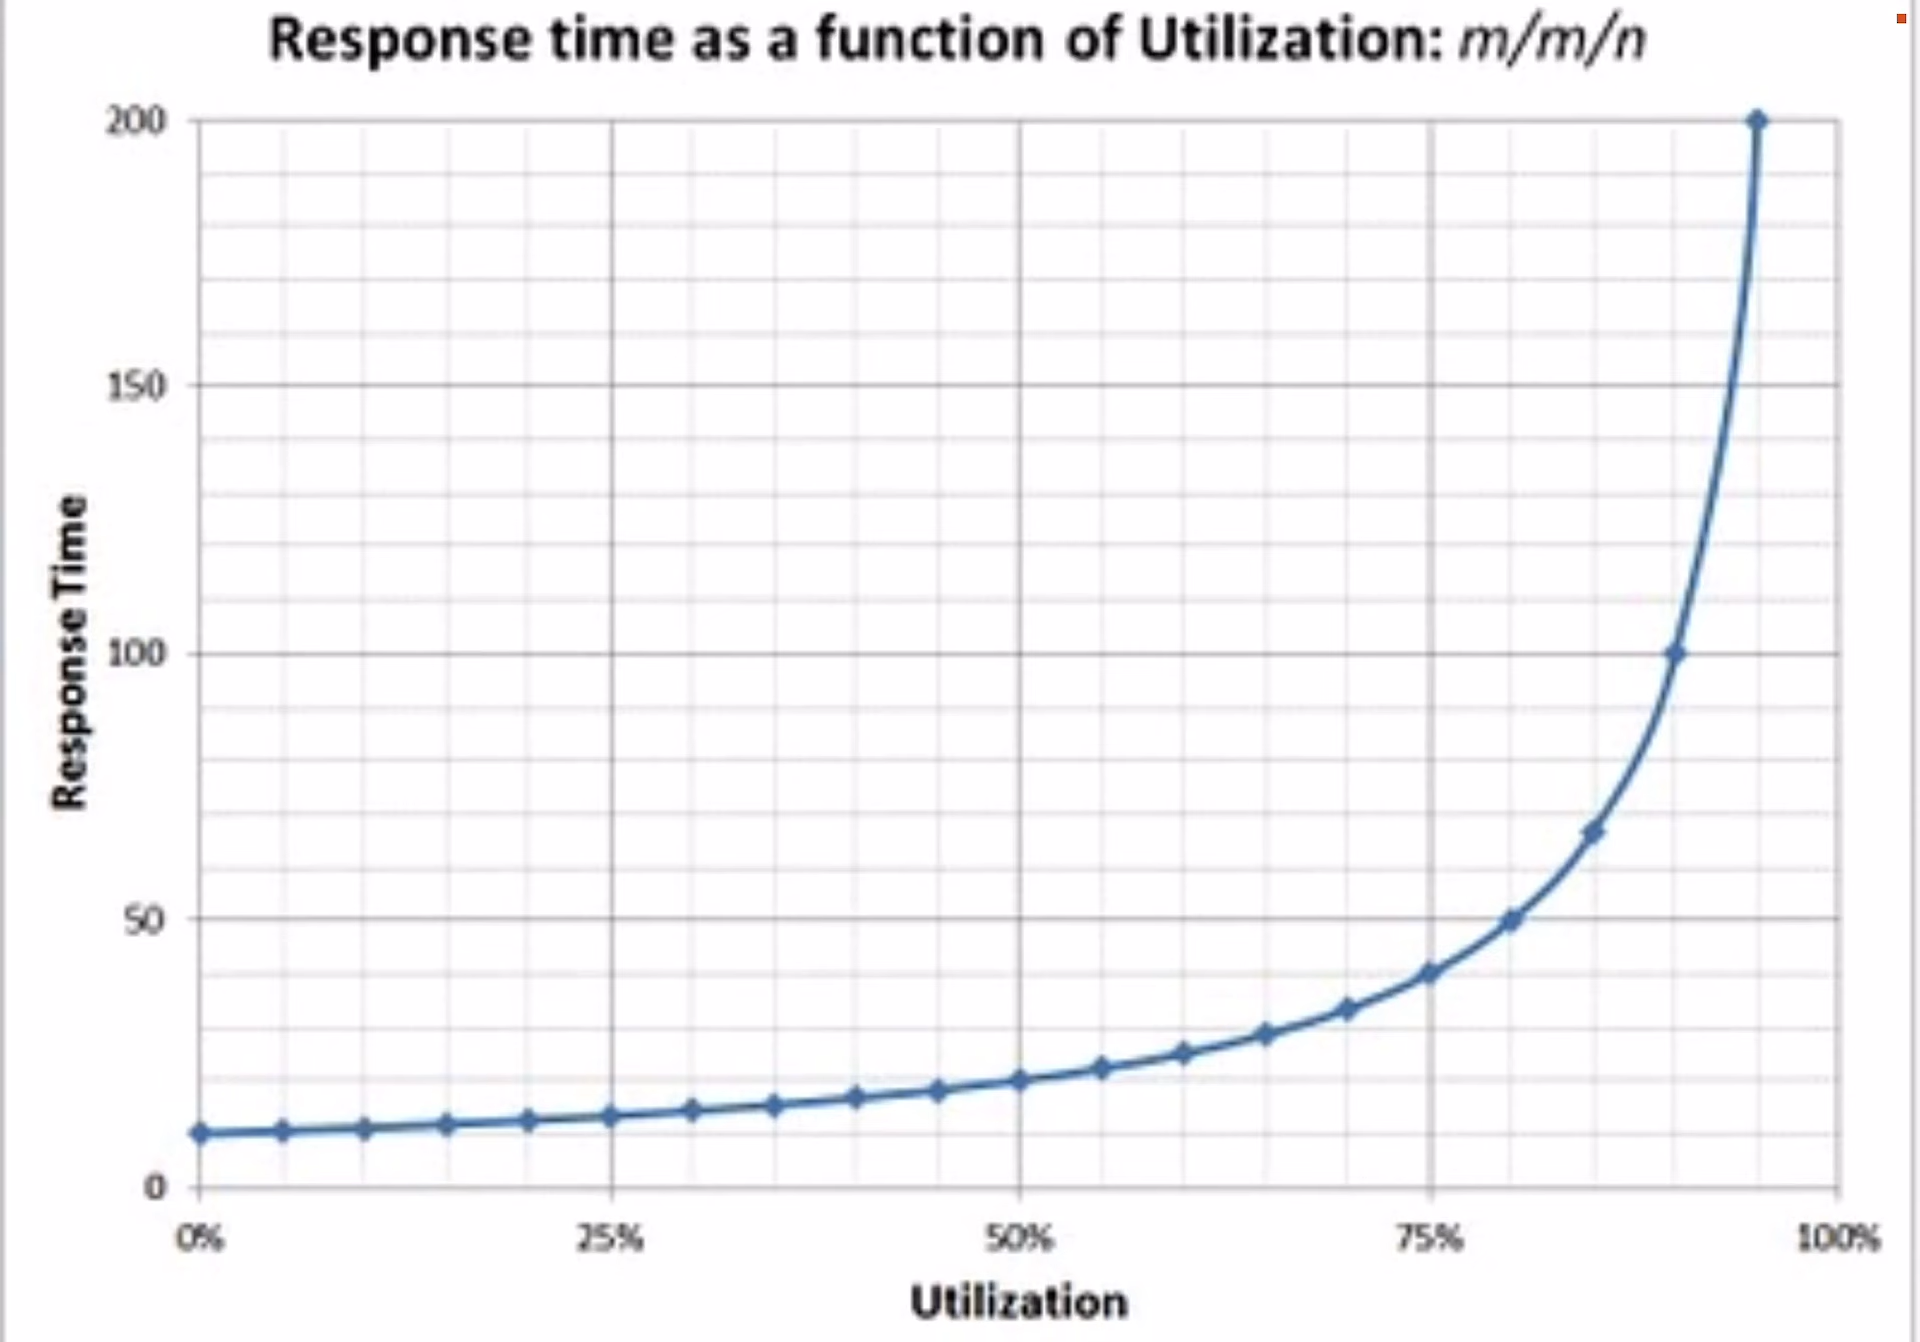 Response time as a function of Utilization: m/m/n
200
150
100
50
0
Response Time
0% 25% 50% 75% 100%
Utilization